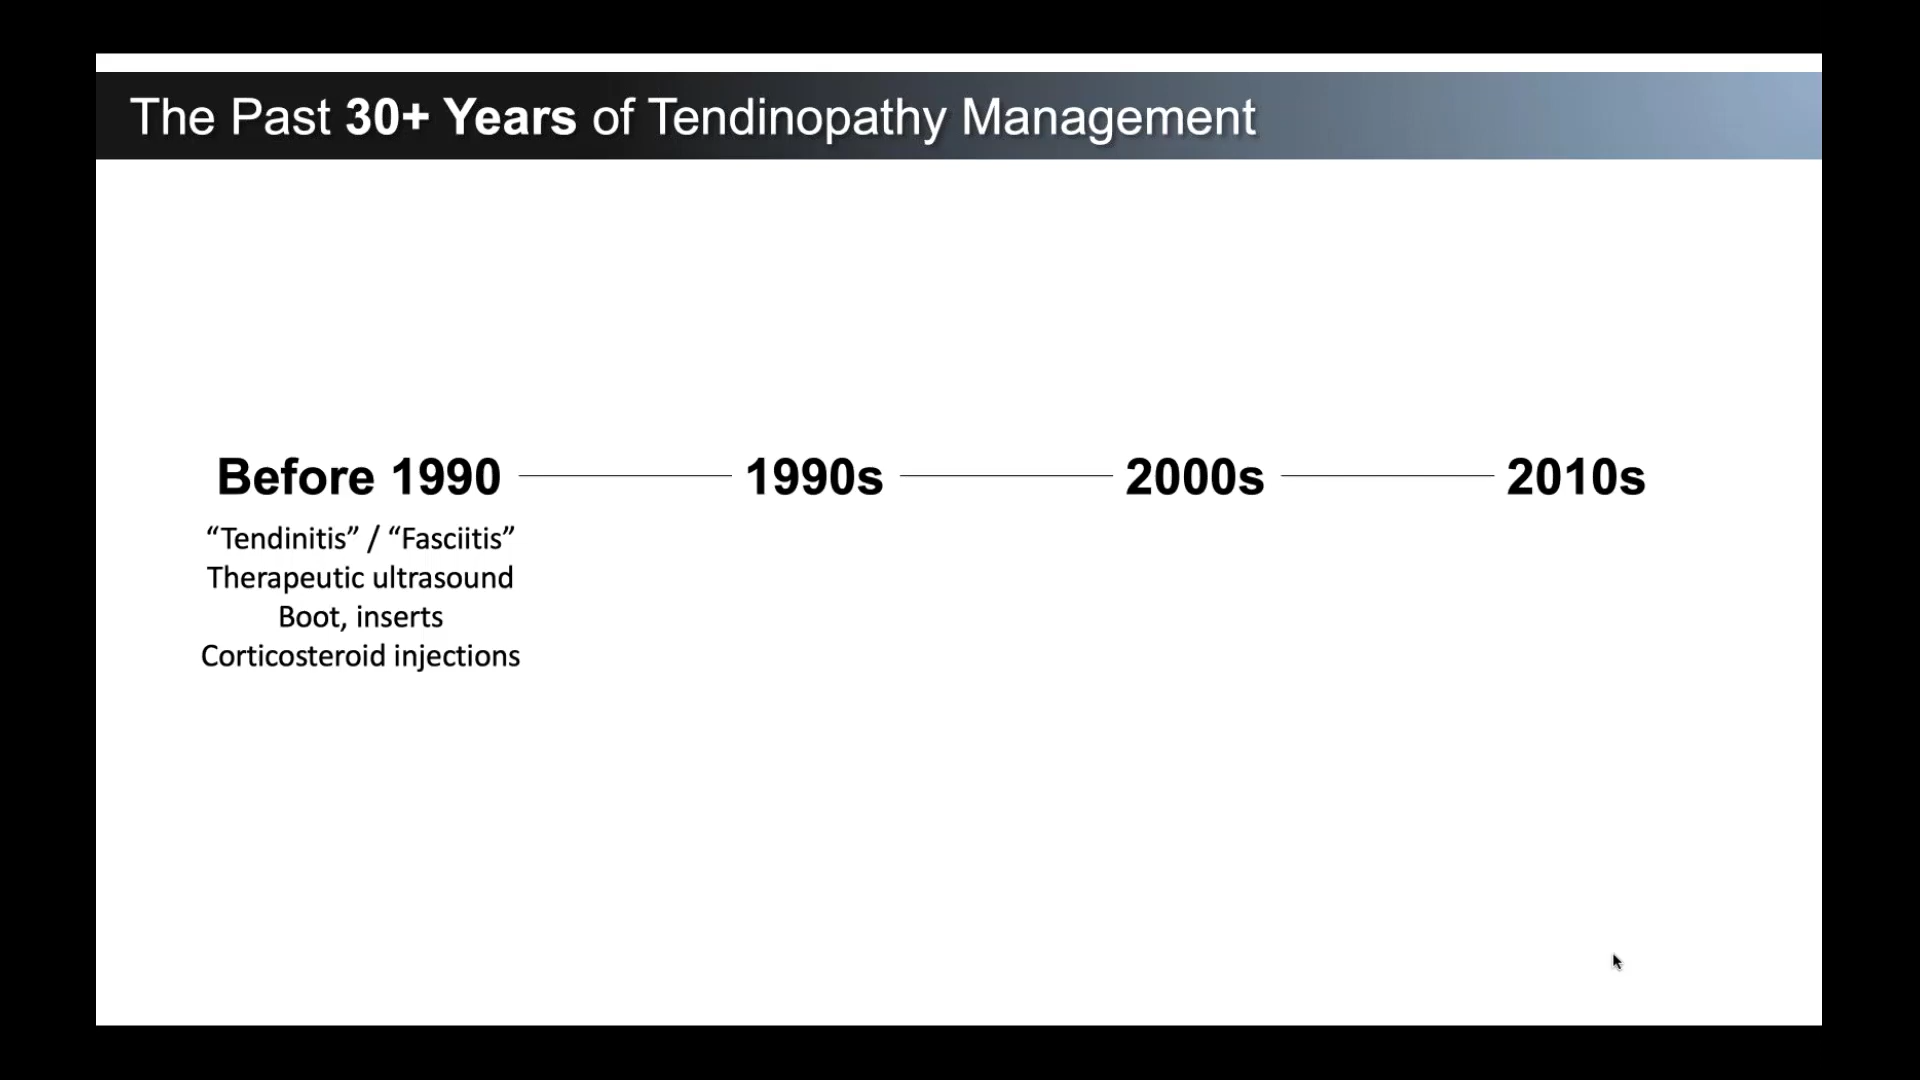 The Past 30+ Years of Tendinopathy Management
Before 1990 1990s 2000s 2010s
“Tendinitis” / “Fasciitis”
Therapeutic ultrasound
Boot, inserts
Corticosteroid injections